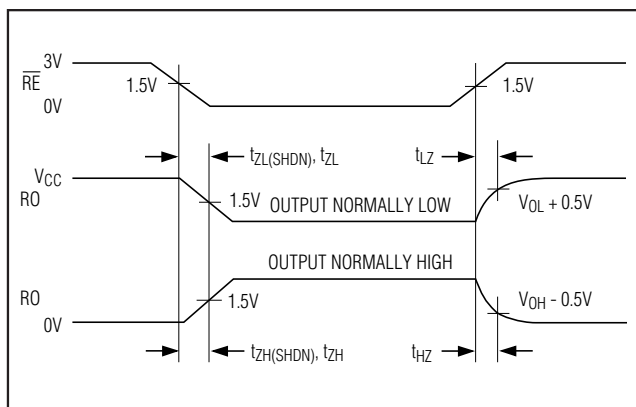 3V
RE
1.5V
1.5V
0V
tZL(SHDN), tZL
tLZ
VCC
RO
1.5V
OUTPUT NORMALLY LOW
VOL + 0.5V
OUTPUT NORMALLY HIGH
RO
1.5V
VOH - 0.5V
0V
tZH(SHDN), tZH
tHZ